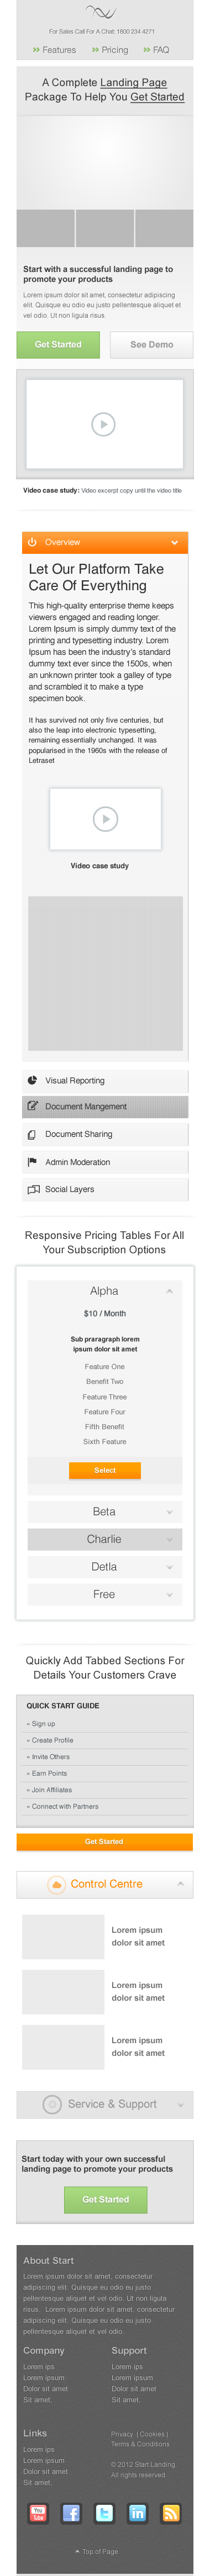 For Sales Call For A Chat: 1800 234 4271
Features
Pricing
FAQ
A Complete Landing Page
Package To Help You Get Started
Start with a successful landing page to
promote your products
Lorem ipsum dolor sit amet, consectetur adipiscing
elit. Quisque eu odio eu justo pellentesque aliquet et
vel odio. Ut non ligula risus.
Get Started
See Demo
Video case study: Video excerpt copy until the video title
Overview
Let Our Platform Take
Care Of Everything
This high-quality enterprise theme keeps
viewers engaged and reading longer.
Lorem Ipsum is simply dummy text of the
printing and typesetting industry. Lorem
Ipsum has been the industry's standard
dummy text ever since the 1500s, when
an unknown printer took a galley of type
and scrambled it to make a type
specimen book.
It has survived not only five centuries, but
also the leap into electronic typesetting,
remaining essentially unchanged. It was
popularised in the 1960s with the release of
Letraset
Video case study
Visual Reporting
Document Mangement
Document Sharing
Admin Moderation
Social Layers
Responsive Pricing Tables For All
Your Subscription Options
Alpha
$10 / Month
Sub praragraph lorem
ipsum dolor sit amet
Feature One
Benefit Two
Feature Three
Feature Four
Fifth Benefit
Sixth Feature
Select
Beta
Charlie
Detla
Free
Quickly Add Tabbed Sections For
Details Your Customers Crave
QUICK START GUIDE
» Sign up
» Create Profile
» Invite Others
» Earn Points
» Join Affiliates
» Connect with Partners
Get Started
Control Centre
Lorem ipsum
dolor sit amet
Lorem ipsum
dolor sit amet
Lorem ipsum
dolor sit amet
Service & Support
Start today with your own successful
landing page to promote your products
Get Started
About Start
Lorem ipsum dolor sit amet, consectetur
adipiscing elit. Quisque eu odio eu justo
pellentesque aliquet et vel odio. Ut non ligula
risus. Lorem ipsum dolor sit amet, consectetur
adipiscing elit. Quisque eu odio eu justo
pellentesque aliquet et vel odio.
Company
Lorem ips
Lorem ipsum
Dolor sit amet
Sit amet,
Support
Lorem ips
Lorem ipsum
Dolor sit amet
Sit amet,
Links
Lorem ips
Lorem ipsum
Dolor sit amet
Sit amet,
Privacy | Cookies |
Terms & Conditions
© 2012 Start Landing.
All rights reserved.
You
Tube
f
t
in
Top of Page